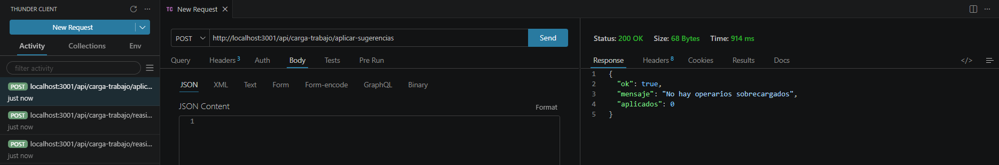 THUNDER CLIENT
New Request
Activity
Collections
Env
filter activity
POST localhost:3001/api/carga-trabajo/aplic...
just now
POST localhost:3001/api/carga-trabajo/reasi...
just now
POST localhost:3001/api/carga-trabajo/reasi...
just now
TC New Request
POST http://localhost:3001/api/carga-trabajo/aplicar-sugerencias Send
Query Headers 3 Auth Body Tests Pre Run
JSON XML Text Form Form-encode GraphQL Binary
JSON Content Format
1
Status: 200 OK Size: 68 Bytes Time: 914 ms
Response Headers 8 Cookies Results Docs </>
1 {
2 "ok": true,
3 "mensaje": "No hay operarios sobrecargados",
4 "aplicados": 0
5 }